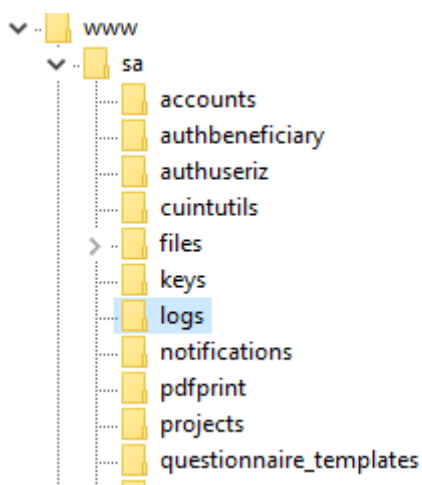 www
sa
accounts
authbeneficiary
authuseriz
cuintutils
files
keys
logs
notifications
pdfprint
projects
questionnaire_templates